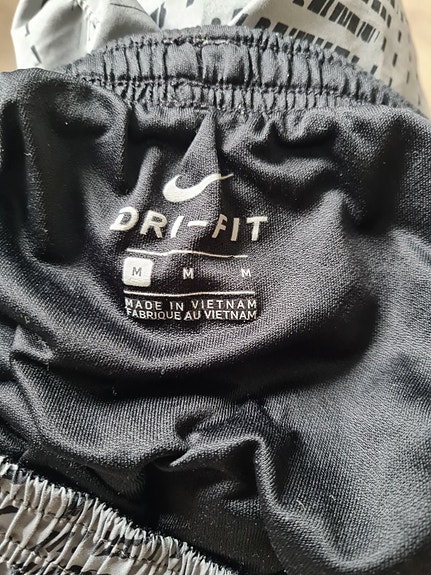 DRI-FIT
M M M
MADE IN VIETNAM
FABRIQUE AU VIETNAM